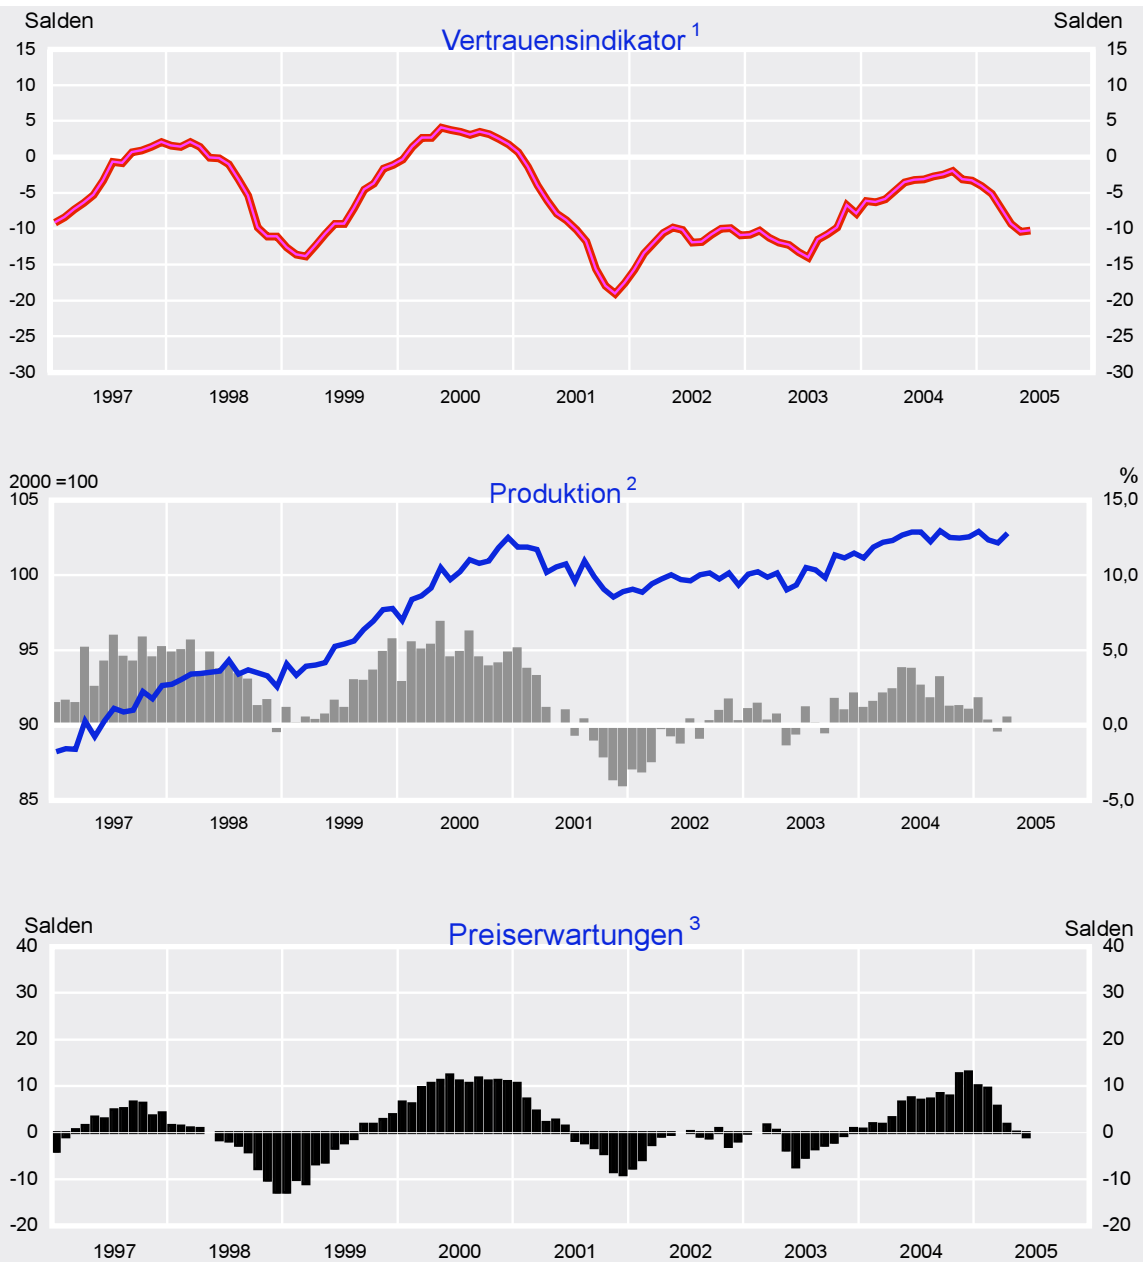 Salden Salden
Vertrauensindikator 1
15 15
10 10
5 5
0 0
-5 -5
-10 -10
-15 -15
-20 -20
-25 -25
-30 -30
1997 1998 1999 2000 2001 2002 2003 2004 2005
2000 =100 %
Produktion 2
105 15,0
100 10,0
95 5,0
90 0,0
85 -5,0
1997 1998 1999 2000 2001 2002 2003 2004 2005
Salden Salden
Preiserwartungen 3
40 40
30 30
20 20
10 10
0 0
-10 -10
-20 -20
1997 1998 1999 2000 2001 2002 2003 2004 2005